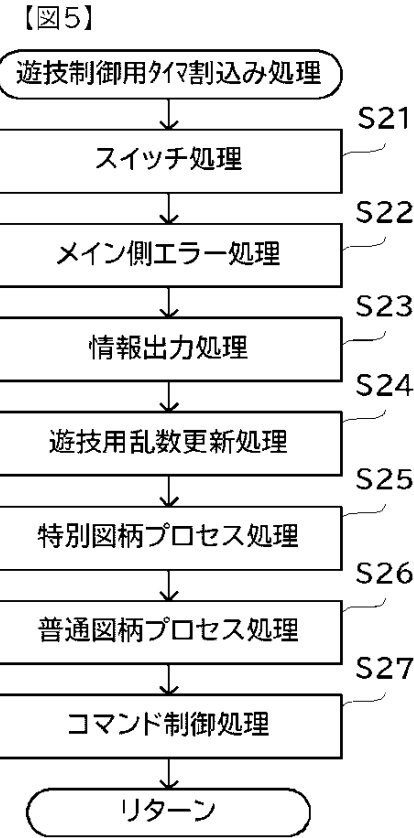 【図5】
遊技制御用ﾀｲﾏ割込み処理
S21
スイッチ処理
S22
メイン側エラー処理
S23
情報出力処理
S24
遊技用乱数更新処理
S25
特別図柄プロセス処理
S26
普通図柄プロセス処理
S27
コマンド制御処理
リターン